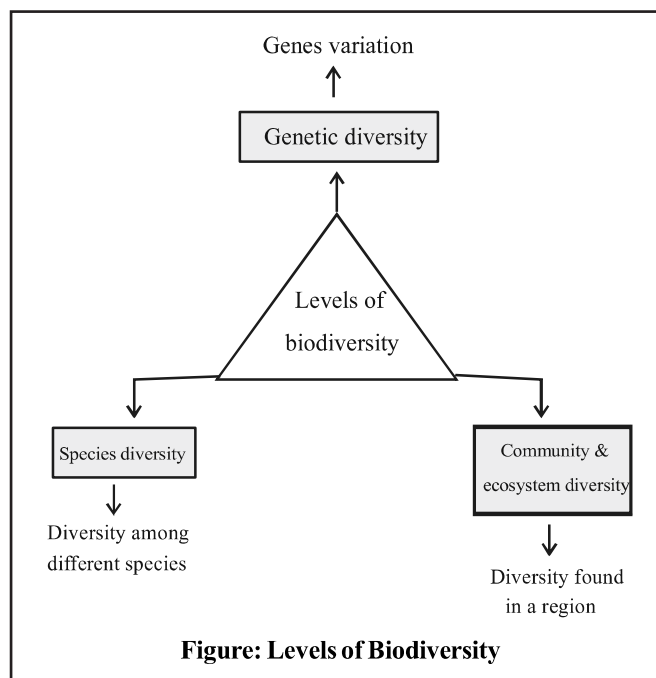 Genes variation
Genetic diversity
Levels of
biodiversity
Species diversity
Diversity among
different species
Community &
ecosystem diversity
Diversity found
in a region
Figure: Levels of Biodiversity